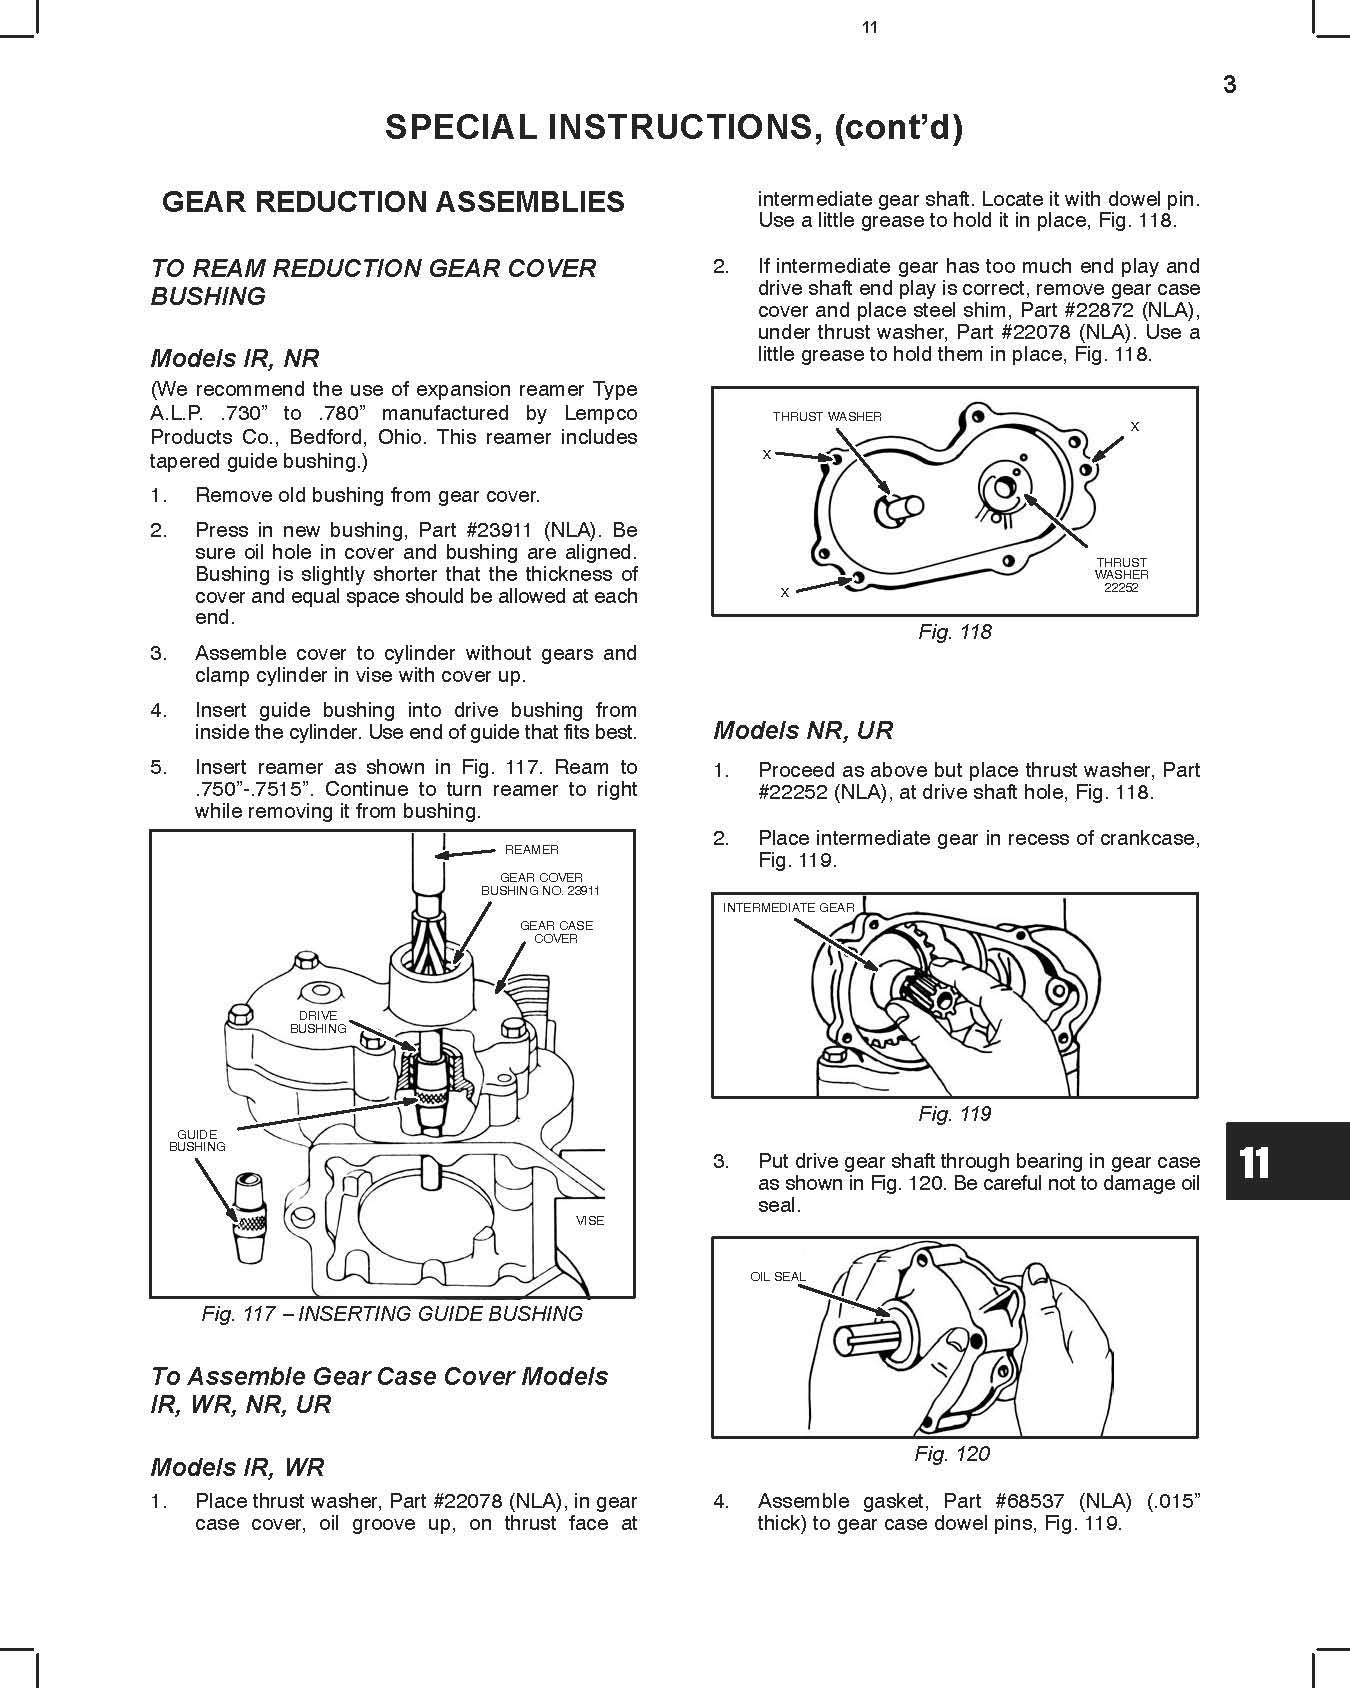 11
3
SPECIAL INSTRUCTIONS, (cont’d)
GEAR REDUCTION ASSEMBLIES
TO REAM REDUCTION GEAR COVER
BUSHING
Models IR, NR
(We recommend the use of expansion reamer Type
A.L.P. .730” to .780” manufactured by Lempco
Products Co., Bedford, Ohio. This reamer includes
tapered guide bushing.)
1. Remove old bushing from gear cover.
2. Press in new bushing, Part #23911 (NLA). Be
sure oil hole in cover and bushing are aligned.
Bushing is slightly shorter that the thickness of
cover and equal space should be allowed at each
end.
3. Assemble cover to cylinder without gears and
clamp cylinder in vise with cover up.
4. Insert guide bushing into drive bushing from
inside the cylinder. Use end of guide that fits best.
5. Insert reamer as shown in Fig. 117. Ream to
.750”-.7515”. Continue to turn reamer to right
while removing it from bushing.
REAMER
GEAR COVER
BUSHING NO. 23911
GEAR CASE
COVER
DRIVE
BUSHING
GUIDE
BUSHING
VISE
Fig. 117 – INSERTING GUIDE BUSHING
To Assemble Gear Case Cover Models
IR, WR, NR, UR
Models IR, WR
1. Place thrust washer, Part #22078 (NLA), in gear
case cover, oil groove up, on thrust face at
intermediate gear shaft. Locate it with dowel pin.
Use a little grease to hold it in place, Fig. 118.
2. If intermediate gear has too much end play and
drive shaft end play is correct, remove gear case
cover and place steel shim, Part #22872 (NLA),
under thrust washer, Part #22078 (NLA). Use a
little grease to hold them in place, Fig. 118.
THRUST WASHER
X
X
X
THRUST
WASHER
22252
Fig. 118
Models NR, UR
1. Proceed as above but place thrust washer, Part
#22252 (NLA), at drive shaft hole, Fig. 118.
2. Place intermediate gear in recess of crankcase,
Fig. 119.
INTERMEDIATE GEAR
Fig. 119
3. Put drive gear shaft through bearing in gear case
as shown in Fig. 120. Be careful not to damage oil
seal.
11
OIL SEAL
Fig. 120
4. Assemble gasket, Part #68537 (NLA) (.015”
thick) to gear case dowel pins, Fig. 119.